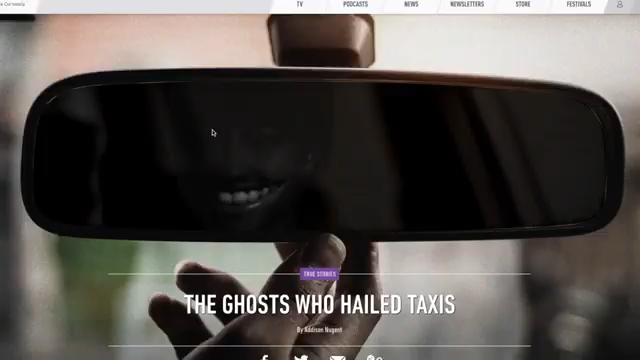 TV PODCASTS NEWS NEWSLETTERS STORE FESTIVALS
TRUE STORIES
THE GHOSTS WHO HAILED TAXIS
By Addison Nugent